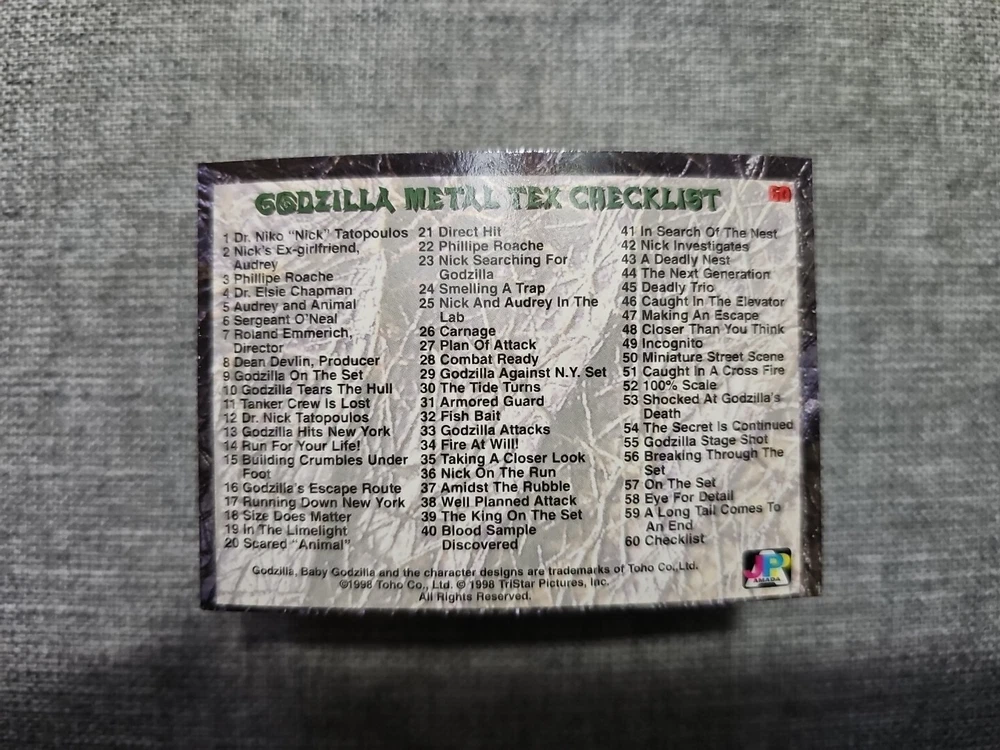 GODZILLA METAL TEX CHECKLIST
60
1 Dr. Niko "Nick" Tatopoulos
2 Nick's Ex-girlfriend,
Audrey
3 Phillipe Roache
4 Dr. Elsie Chapman
5 Audrey and Animal
6 Sergeant O'Neal
7 Roland Emmerich,
Director
8 Dean Devlin, Producer
9 Godzilla On The Set
10 Godzilla Tears The Hull
11 Tanker Crew Is Lost
12 Dr. Nick Tatopoulos
13 Godzilla Hits New York
14 Run For Your Life!
15 Building Crumbles Under
Foot
16 Godzilla's Escape Route
17 Running Down New York
18 Size Does Matter
19 In The Limelight
20 Scared "Animal"
21 Direct Hit
22 Phillipe Roache
23 Nick Searching For
Godzilla
24 Smelling A Trap
25 Nick And Audrey In The
Lab
26 Carnage
27 Plan Of Attack
28 Combat Ready
29 Godzilla Against N.Y. Set
30 The Tide Turns
31 Armored Guard
32 Fish Bait
33 Godzilla Attacks
34 Fire At Will!
35 Taking A Closer Look
36 Nick On The Run
37 Amidst The Rubble
38 Well Planned Attack
39 The King On The Set
40 Blood Sample
Discovered
41 In Search Of The Nest
42 Nick Investigates
43 A Deadly Nest
44 The Next Generation
45 Deadly Trio
46 Caught In The Elevator
47 Making An Escape
48 Closer Than You Think
49 Incognito
50 Miniature Street Scene
51 Caught In A Cross Fire
52 100% Scale
53 Shocked At Godzilla's
Death
54 The Secret Is Continued
55 Godzilla Stage Shot
56 Breaking Through The
Set
57 On The Set
58 Eye For Detail
59 A Long Tail Comes To
An End
60 Checklist
Godzilla, Baby Godzilla and the character designs are trademarks of Toho Co., Ltd.
©1998 Toho Co., Ltd. © 1998 TriStar Pictures, Inc.
All Rights Reserved.
JPP
AMADA